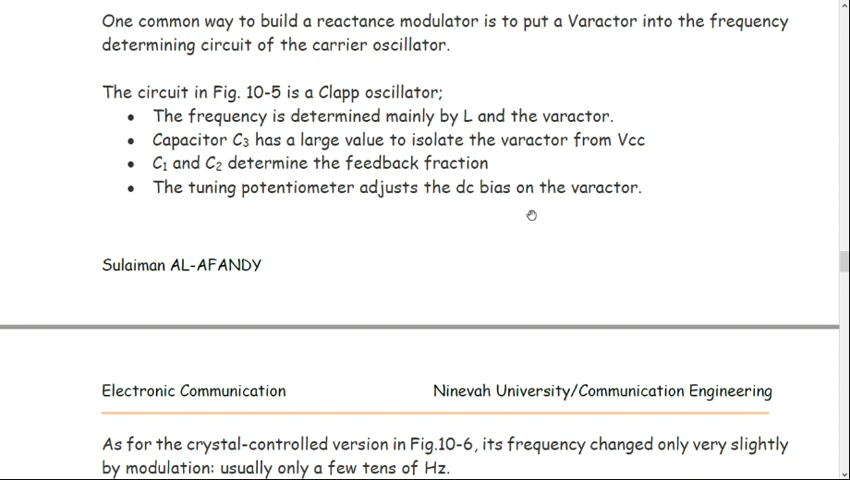 One common way to build a reactance modulator is to put a Varactor into the frequency
determining circuit of the carrier oscillator.
The circuit in Fig. 10-5 is a Clapp oscillator;
• The frequency is determined mainly by L and the varactor.
• Capacitor C₃ has a large value to isolate the varactor from Vcc
• C₁ and C₂ determine the feedback fraction
• The tuning potentiometer adjusts the dc bias on the varactor.
Sulaiman AL-AFANDY
Electronic Communication Ninevah University/Communication Engineering
As for the crystal-controlled version in Fig.10-6, its frequency changed only very slightly
by modulation: usually only a few tens of Hz.